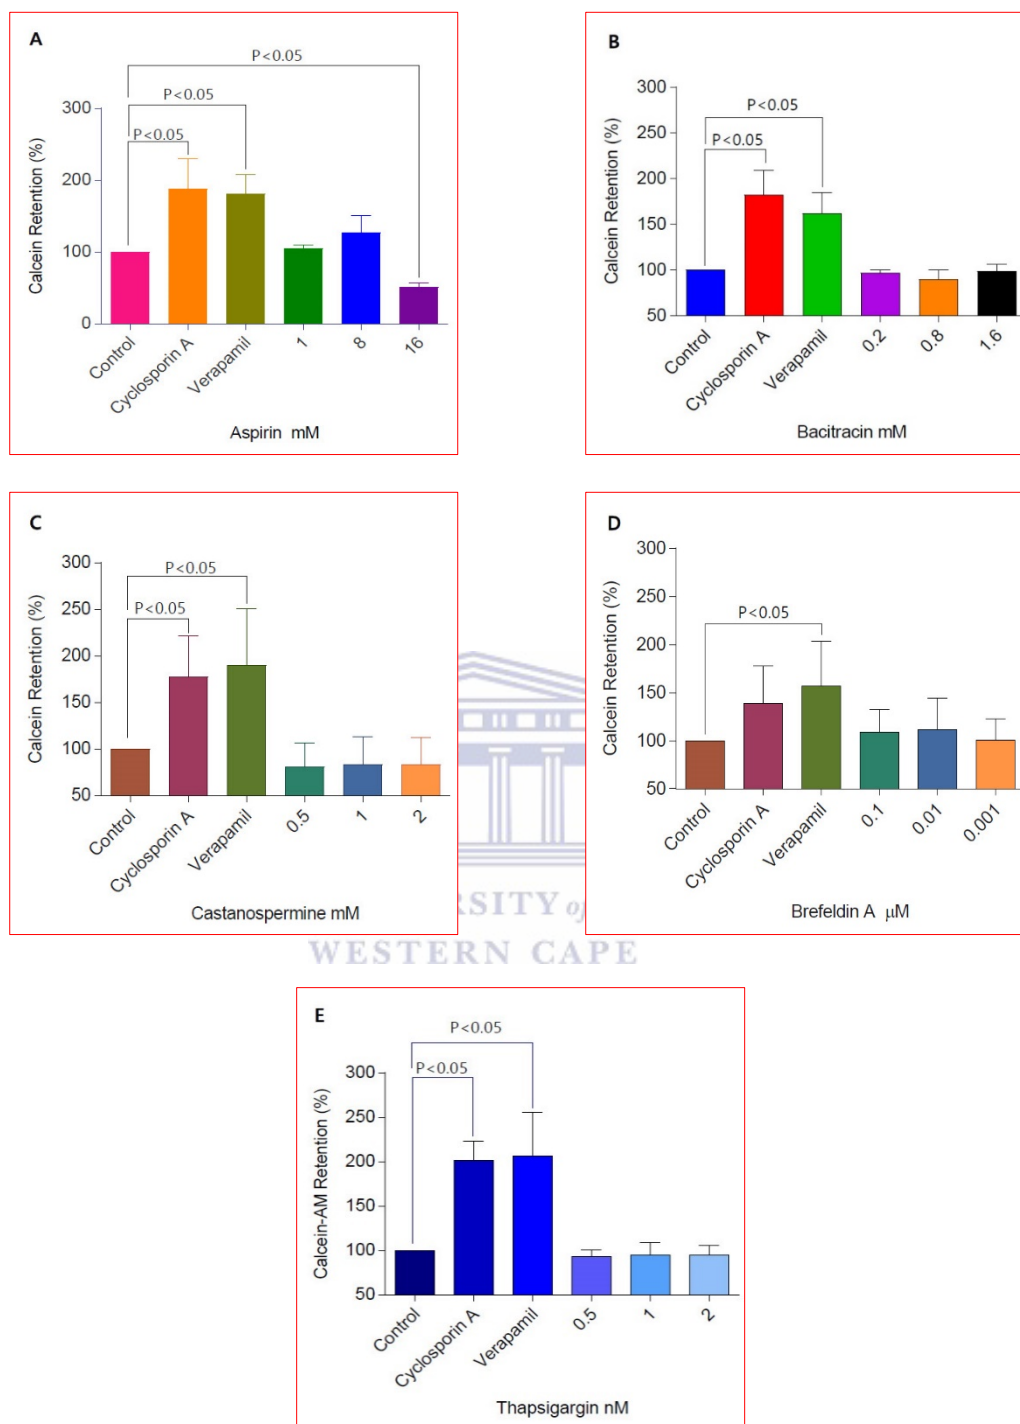 A
P<0.05
P<0.05
P<0.05
Calcein Retention (%)
300
200
100
0
Control
Cyclosporin A
Verapamil
1
8
16
Aspirin mM
B
P<0.05
P<0.05
Calcein Retention (%)
300
250
200
150
100
50
Control
Cyclosporin A
Verapamil
0.2
0.8
1.6
Bacitracin mM
C
P<0.05
P<0.05
Calcein Retention (%)
300
250
200
150
100
50
Control
Cyclosporin A
Verapamil
0.5
1
2
Castanospermine mM
D
P<0.05
Calcein Retention (%)
300
250
200
150
100
50
Control
Cyclosporin A
Verapamil
0.1
0.01
0.001
Brefeldin A μM
RSITY of
WESTERN CAPE
E
P<0.05
P<0.05
Calcein-AM Retention (%)
300
250
200
150
100
50
Control
Cyclosporin A
Verapamil
0.5
1
2
Thapsigargin nM